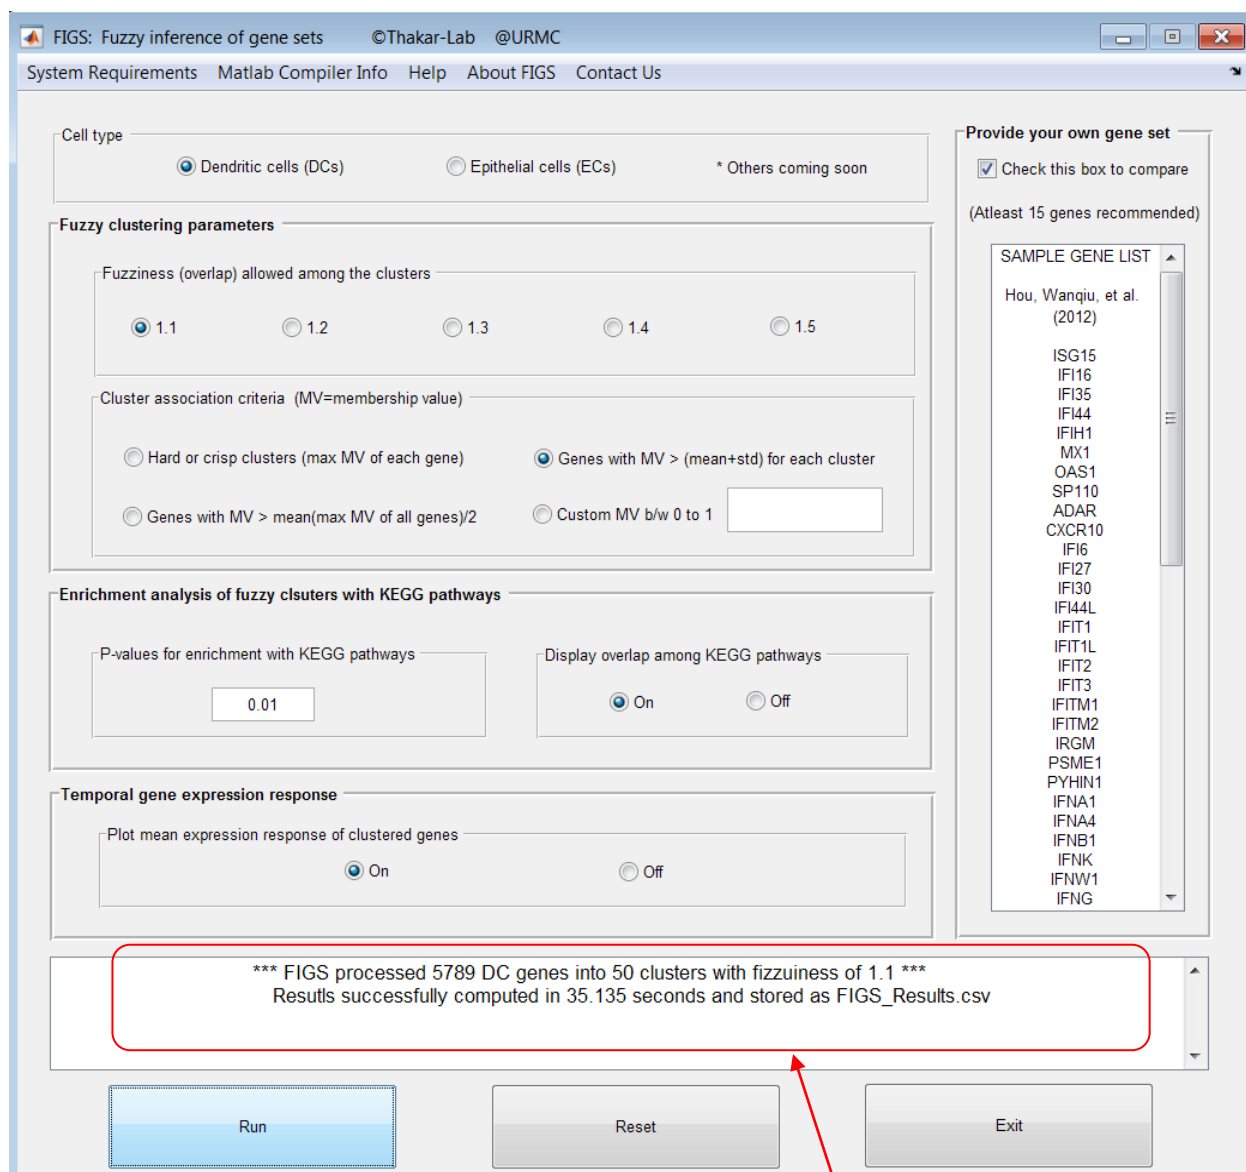 FIGS: Fuzzy inference of gene sets ©Thakar-Lab @URMC
System Requirements Matlab Compiler Info Help About FIGS Contact Us
Cell type
Dendritic cells (DCs) Epithelial cells (ECs) * Others coming soon
Fuzzy clustering parameters
Fuzziness (overlap) allowed among the clusters
1.1 1.2 1.3 1.4 1.5
Cluster association criteria (MV=membership value)
Hard or crisp clusters (max MV of each gene) Genes with MV > (mean+std) for each cluster
Genes with MV > mean(max MV of all genes)/2 Custom MV b/w 0 to 1
Enrichment analysis of fuzzy clsuters with KEGG pathways
P-values for enrichment with KEGG pathways
0.01
Display overlap among KEGG pathways
On Off
Temporal gene expression response
Plot mean expression response of clustered genes
On Off
Provide your own gene set
Check this box to compare
(Atleast 15 genes recommended)
SAMPLE GENE LIST
Hou, Wanqiu, et al.
(2012)
ISG15
IFI16
IFI35
IFI44
IFIH1
MX1
OAS1
SP110
ADAR
CXCR10
IFI6
IFI27
IFI30
IFI44L
IFIT1
IFIT1L
IFIT2
IFIT3
IFITM1
IFITM2
IRGM
PSME1
PYHIN1
IFNA1
IFNA4
IFNB1
IFNK
IFNW1
IFNG
*** FIGS processed 5789 DC genes into 50 clusters with fizzuiness of 1.1 ***
Resutls successfully computed in 35.135 seconds and stored as FIGS_Results.csv
Run Reset Exit